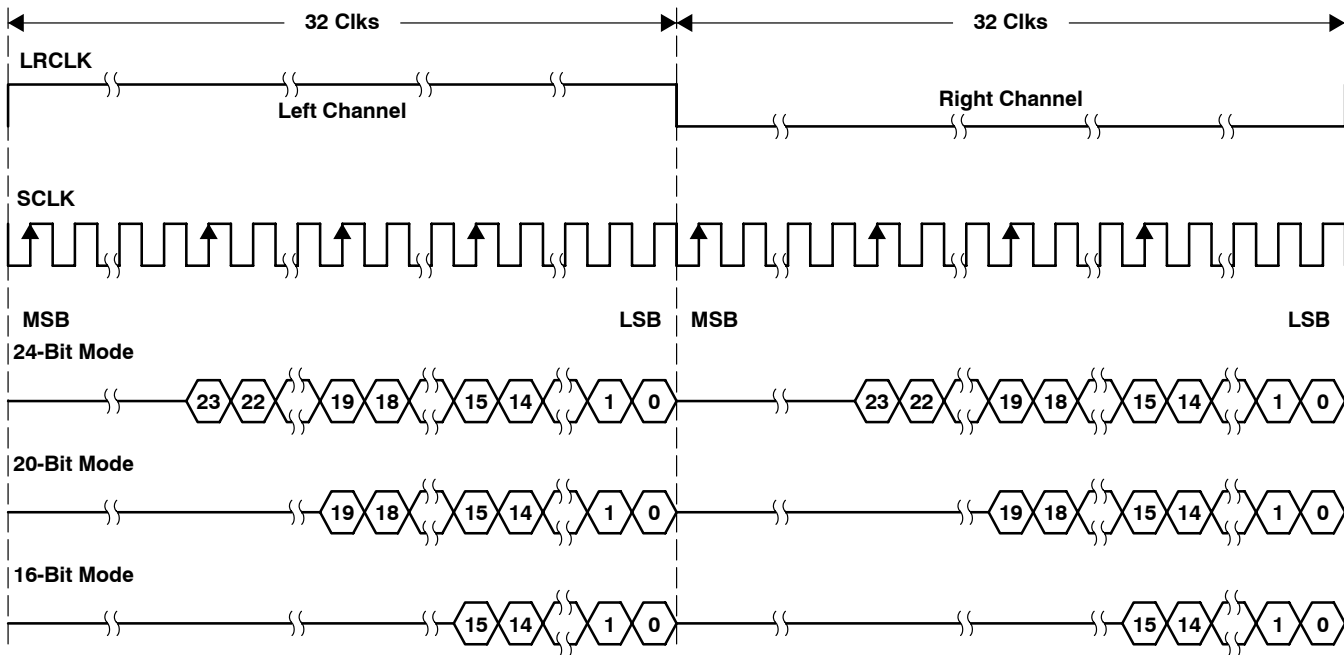 32 Clks 32 Clks
LRCLK
Left Channel Right Channel
SCLK
MSB LSB MSB LSB
24-Bit Mode
23 22 19 18 15 14 1 0 23 22 19 18 15 14 1 0
20-Bit Mode
19 18 15 14 1 0 19 18 15 14 1 0
16-Bit Mode
15 14 1 0 15 14 1 0